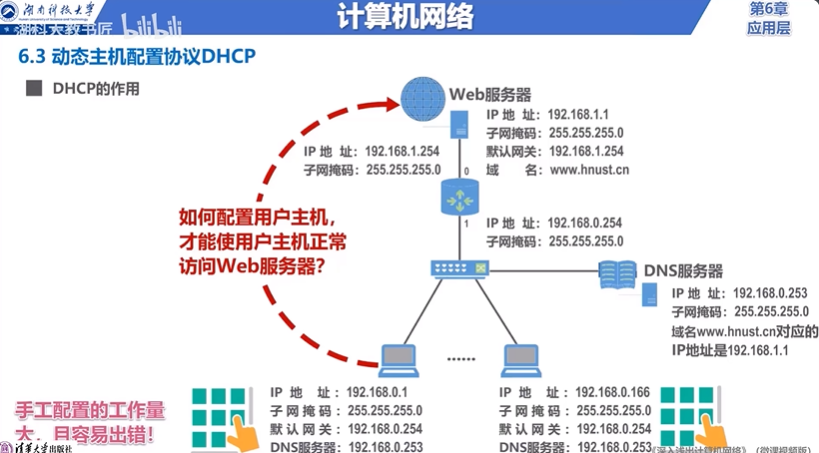 湖南科技大学
Hunan University of Science and Technology
湖科大教书匠
bilibili
计算机网络
第6章
应用层
6.3 动态主机配置协议DHCP
DHCP的作用
Web服务器
IP 地 址：192.168.1.1
子网掩码：255.255.255.0
默认网关：192.168.1.254
域 名：www.hnust.cn
IP 地 址：192.168.1.254
子网掩码：255.255.255.0
0
如何配置用户主机，
才能使用户主机正常
访问Web服务器？
1
IP 地 址：192.168.0.254
子网掩码：255.255.255.0
DNS服务器
IP 地 址：192.168.0.253
子网掩码：255.255.255.0
域名www.hnust.cn对应的
IP地址是192.168.1.1
......
手工配置的工作量
大，且容易出错！
IP 地 址：192.168.0.1
子网掩码：255.255.255.0
默认网关：192.168.0.254
DNS服务器：192.168.0.253
IP 地 址：192.168.0.166
子网掩码：255.255.255.0
默认网关：192.168.0.254
DNS服务器：192.168.0.253
清华大学出版社
《深入浅出计算机网络》（微课视频版）